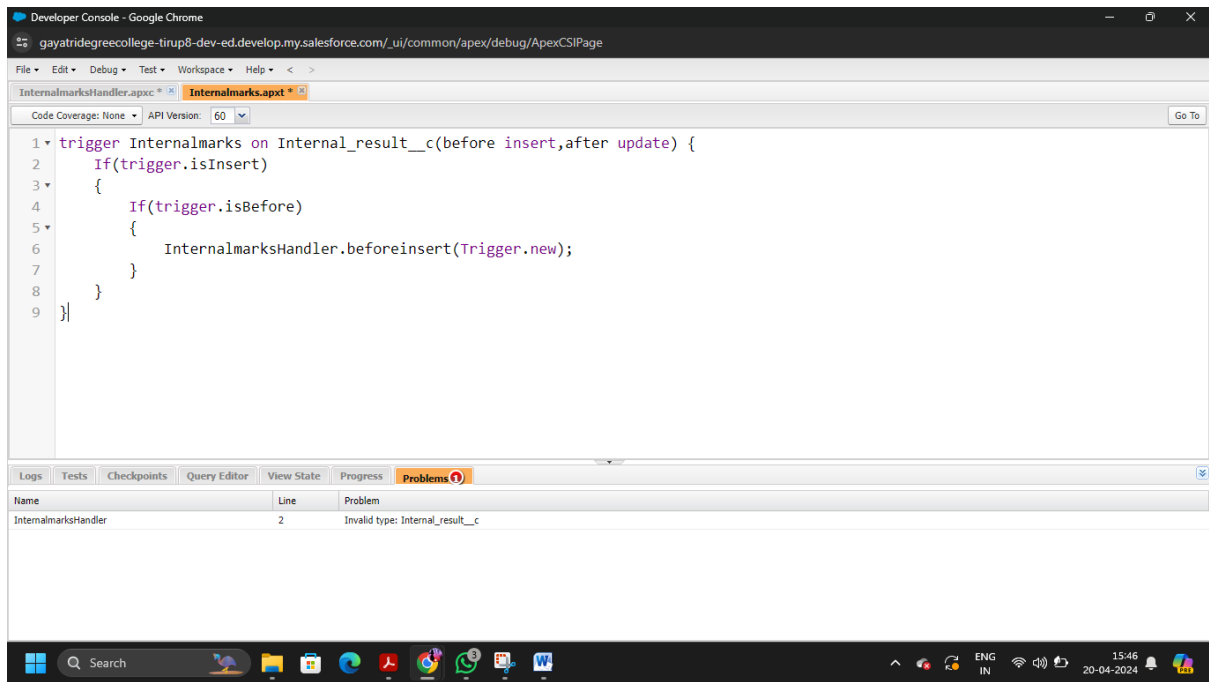 Developer Console - Google Chrome
gayatridegreecollege-tirup8-dev-ed.develop.my.salesforce.com/_ui/common/apex/debug/ApexCSIPage
File Edit Debug Test Workspace Help < >
InternalmarksHandler.apxc * Internalmarks.apxt *
Code Coverage: None API Version: 60 Go To
1 trigger Internalmarks on Internal_result__c(before insert,after update) {
2 If(trigger.isInsert)
3 {
4 If(trigger.isBefore)
5 {
6 InternalmarksHandler.beforeinsert(Trigger.new);
7 }
8 }
9 }
Logs Tests Checkpoints Query Editor View State Progress Problems 1
Name Line Problem
InternalmarksHandler 2 Invalid type: Internal_result__c
Search 3 ENG 15:46
IN 20-04-2024 PRE